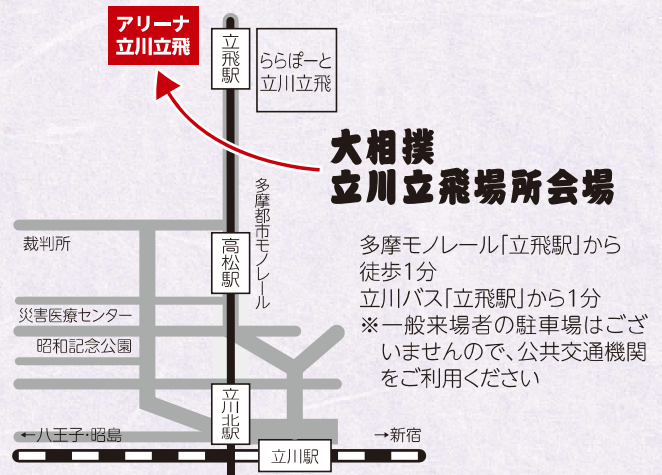 アリーナ
立川立飛
立飛駅
ららぽーと
立川立飛
大相撲
立川立飛場所会場
多摩都市モノレール
裁判所
高松駅
多摩モノレール「立飛駅」から
徒歩1分
立川バス「立飛駅」から1分
※一般来場者の駐車場はござ
いませんので、公共交通機関
をご利用ください
災害医療センター
昭和記念公園
立川北駅
←八王子・昭島
立川駅
→新宿